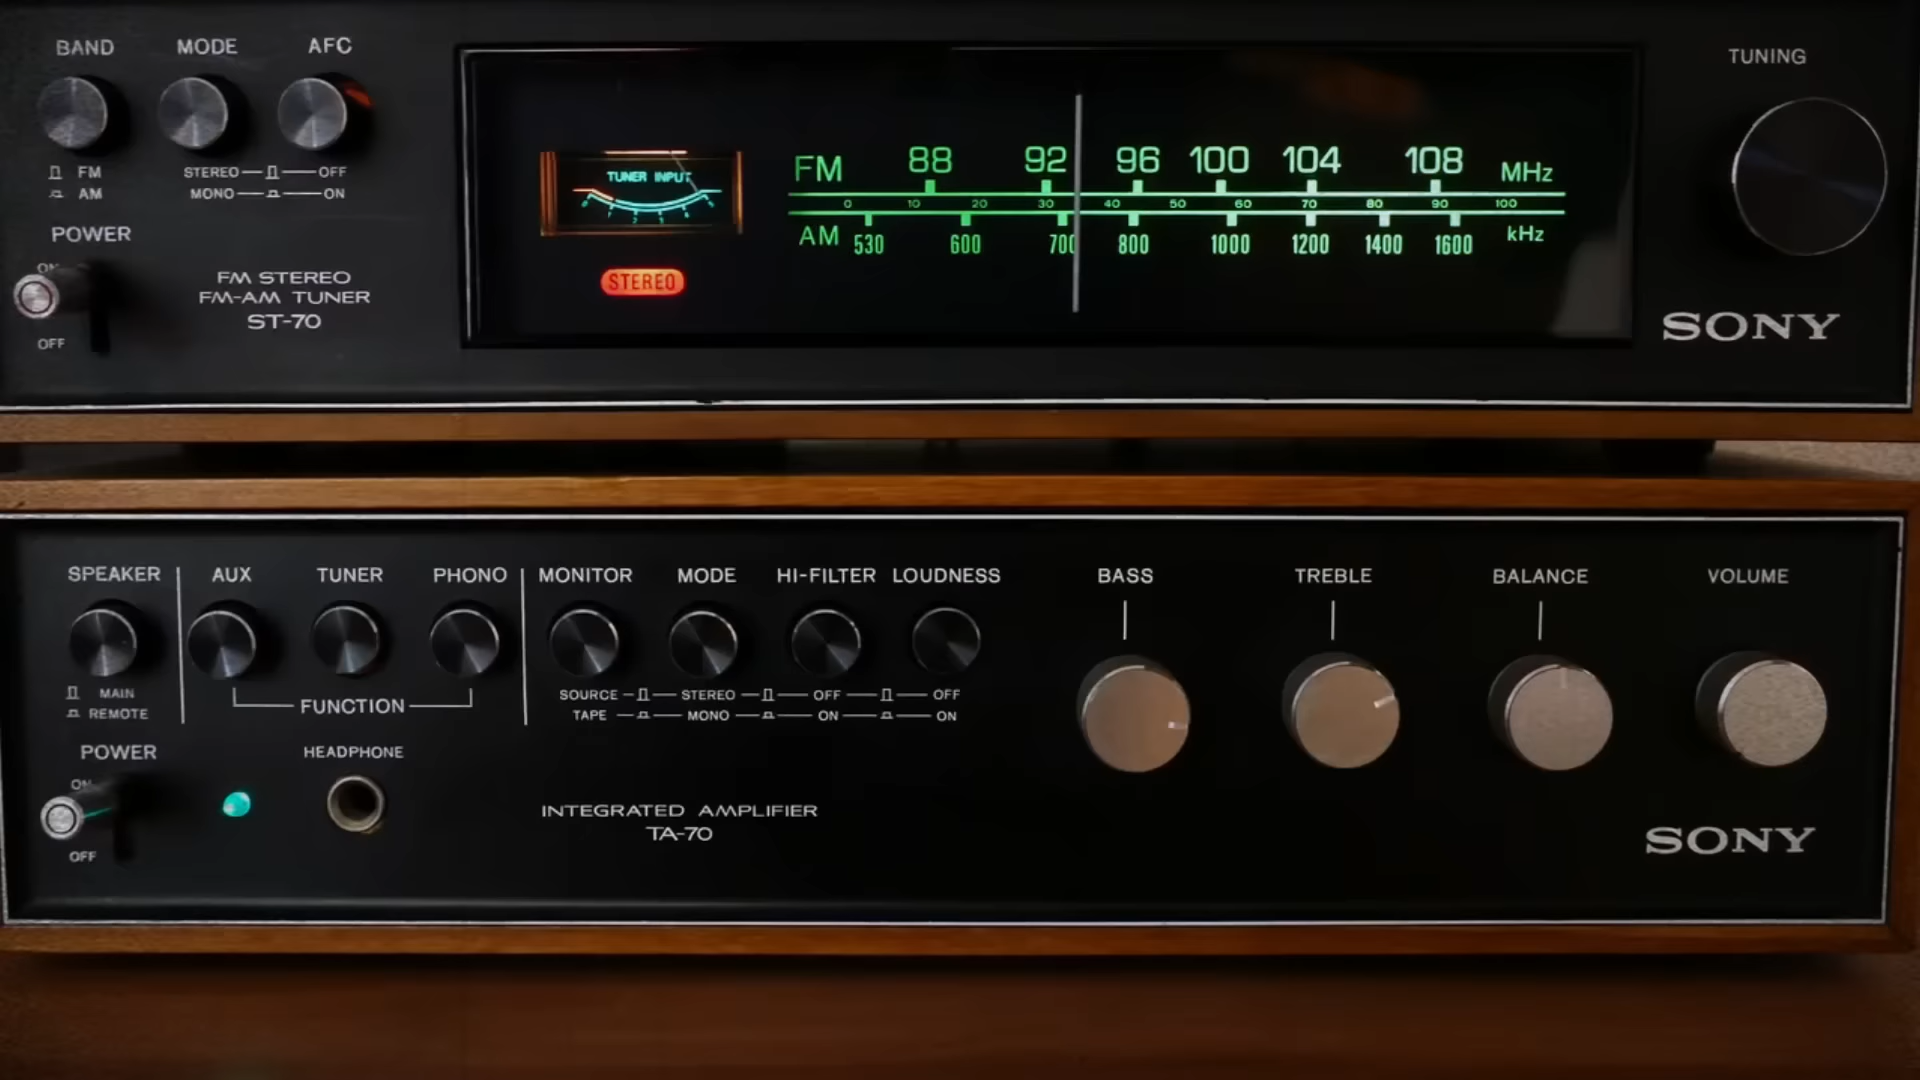 BAND MODE AFC
TUNING
FM 88 92 96 100 104 108 MHz
TUNER INPUT
FM STEREO OFF
AM MONO ON
0 10 20 30 40 50 60 70 80 90 100
AM 530 600 700 800 1000 1200 1400 1600 kHz
POWER
ON
OFF
FM STEREO
FM-AM TUNER
ST-70
STEREO
SONY
SPEAKER AUX TUNER PHONO MONITOR MODE HI-FILTER LOUDNESS BASS TREBLE BALANCE VOLUME
MAIN SOURCE STEREO OFF OFF
REMOTE FUNCTION TAPE MONO ON ON
POWER HEADPHONE
ON
OFF
INTEGRATED AMPLIFIER
TA-70
SONY